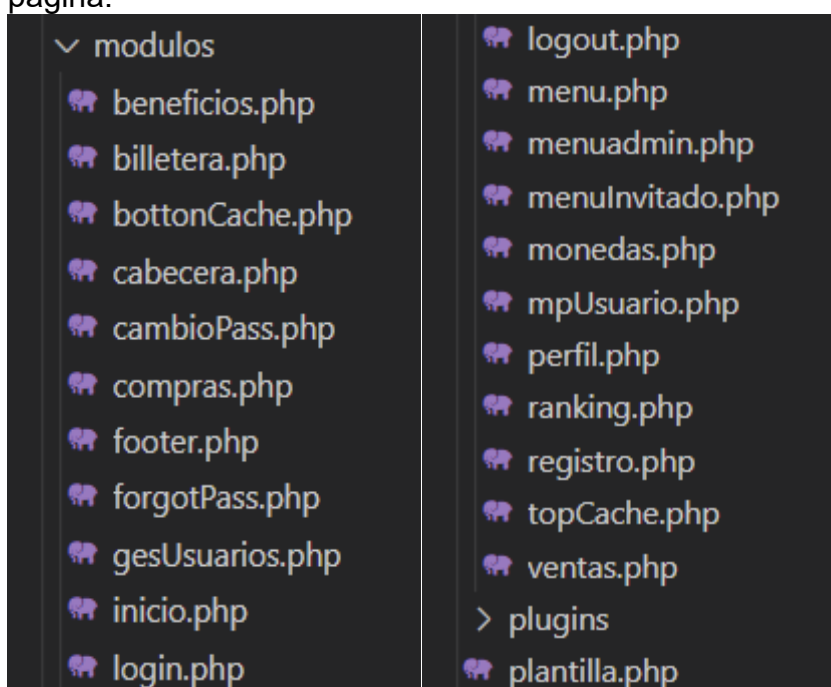 página.
modulos
beneficios.php
billetera.php
bottonCache.php
cabecera.php
cambioPass.php
compras.php
footer.php
forgotPass.php
gesUsuarios.php
inicio.php
login.php
logout.php
menu.php
menuadmin.php
menuInvitado.php
monedas.php
mpUsuario.php
perfil.php
ranking.php
registro.php
topCache.php
ventas.php
plugins
plantilla.php